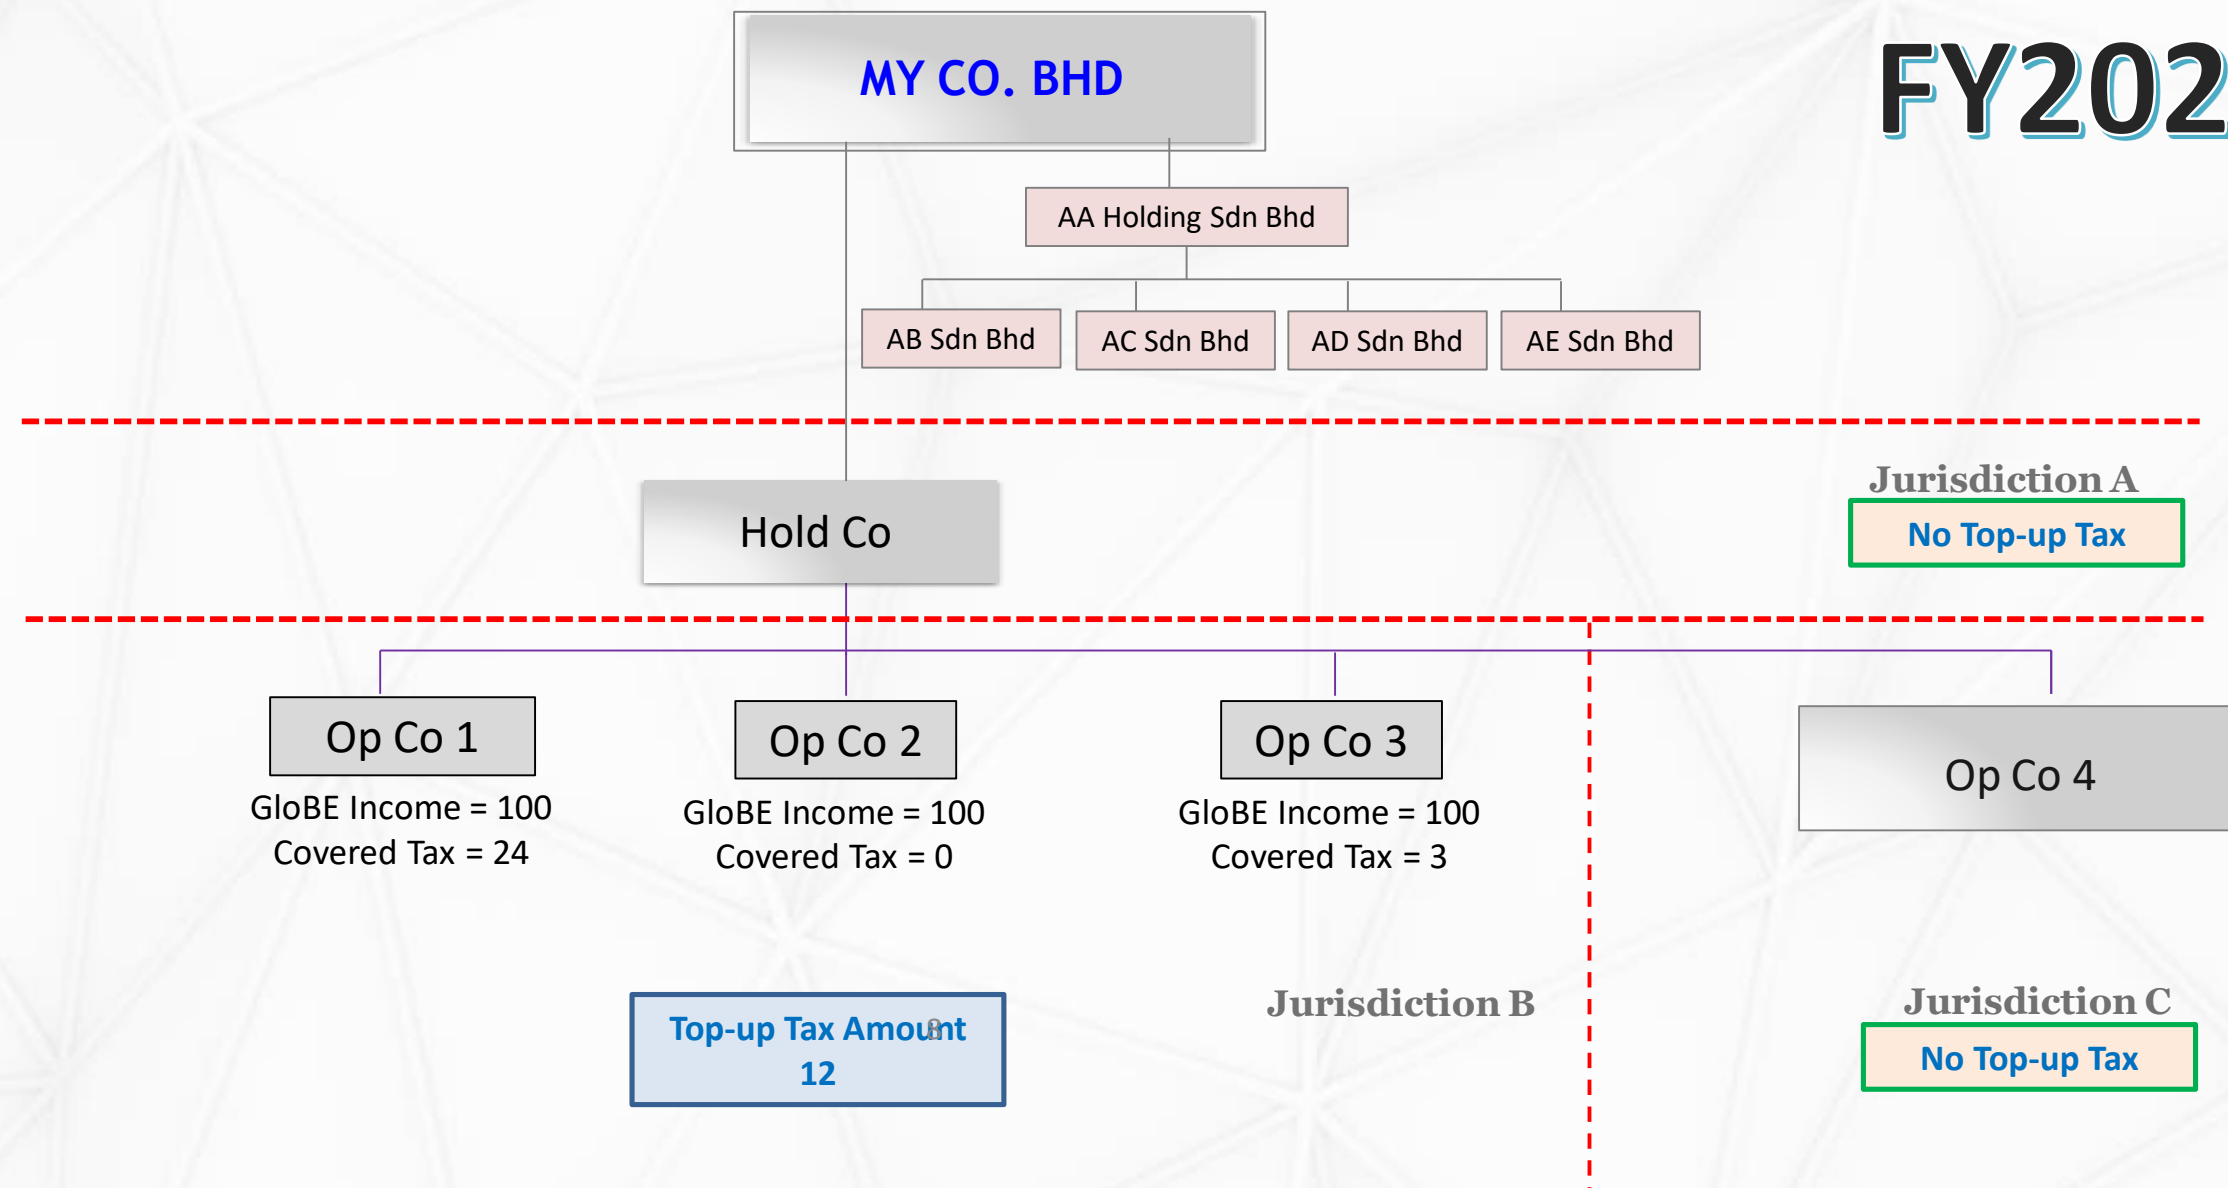 MY CO. BHD
FY202
AA Holding Sdn Bhd
AB Sdn Bhd
AC Sdn Bhd
AD Sdn Bhd
AE Sdn Bhd
Jurisdiction A
No Top-up Tax
Hold Co
Op Co 1
GloBE Income = 100
Covered Tax = 24
Op Co 2
GloBE Income = 100
Covered Tax = 0
Op Co 3
GloBE Income = 100
Covered Tax = 3
Op Co 4
Top-up Tax Amount
12
8
Jurisdiction B
Jurisdiction C
No Top-up Tax